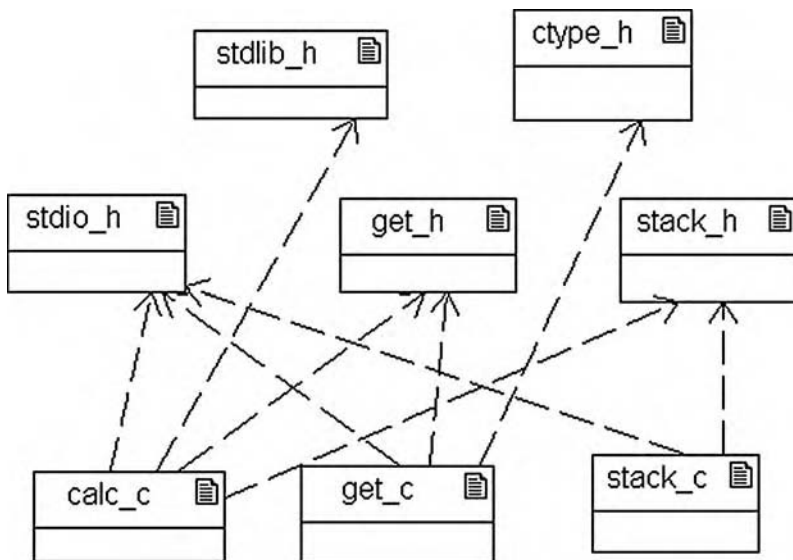 stdlib_h
ctype_h
stdio_h
get_h
stack_h
calc_c
get_c
stack_c